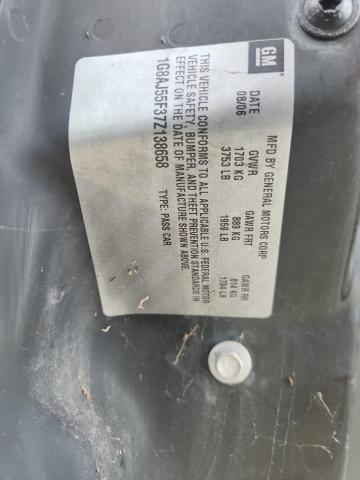 GM
MFD BY GENERAL MOTORS CORP
DATE GVWR GAWR FRT GAWR RR
08/06 1703 KG 889 KG 814 KG
3753 LB 1959 LB 1794 LB
THIS VEHICLE CONFORMS TO ALL APPLICABLE U.S. FEDERAL MOTOR
VEHICLE SAFETY, BUMPER, AND THEFT PREVENTION STANDARDS IN
EFFECT ON THE DATE OF MANUFACTURE SHOWN ABOVE.
1G8AJ55F37Z138658 TYPE: PASS CAR